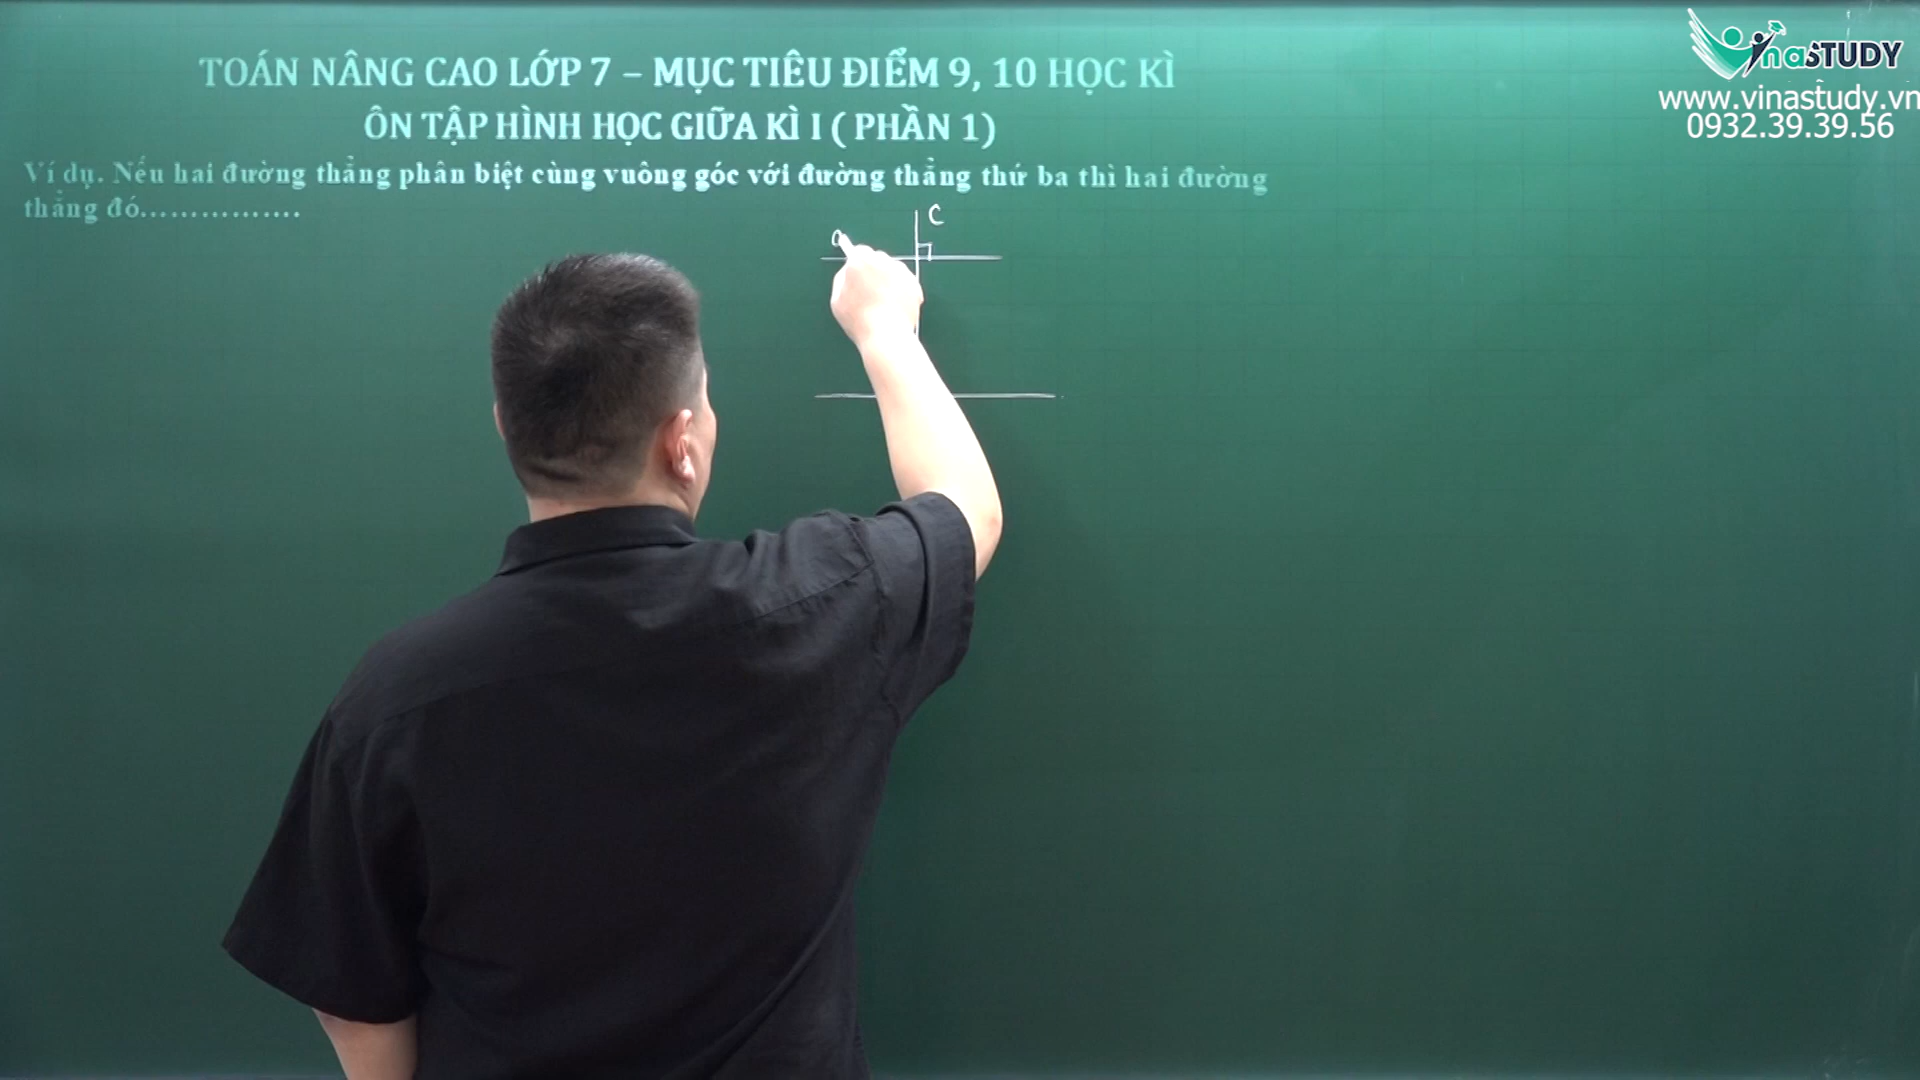 VinaSTUDY
www.vinastudy.vn
0932.39.39.56
TOÁN NÂNG CAO LỚP 7 – MỤC TIÊU ĐIỂM 9, 10 HỌC KÌ
ÔN TẬP HÌNH HỌC GIỮA KÌ I ( PHẦN 1)
Ví dụ. Nếu hai đường thẳng phân biệt cùng vuông góc với đường thẳng thứ ba thì hai đường
thẳng đó................
c